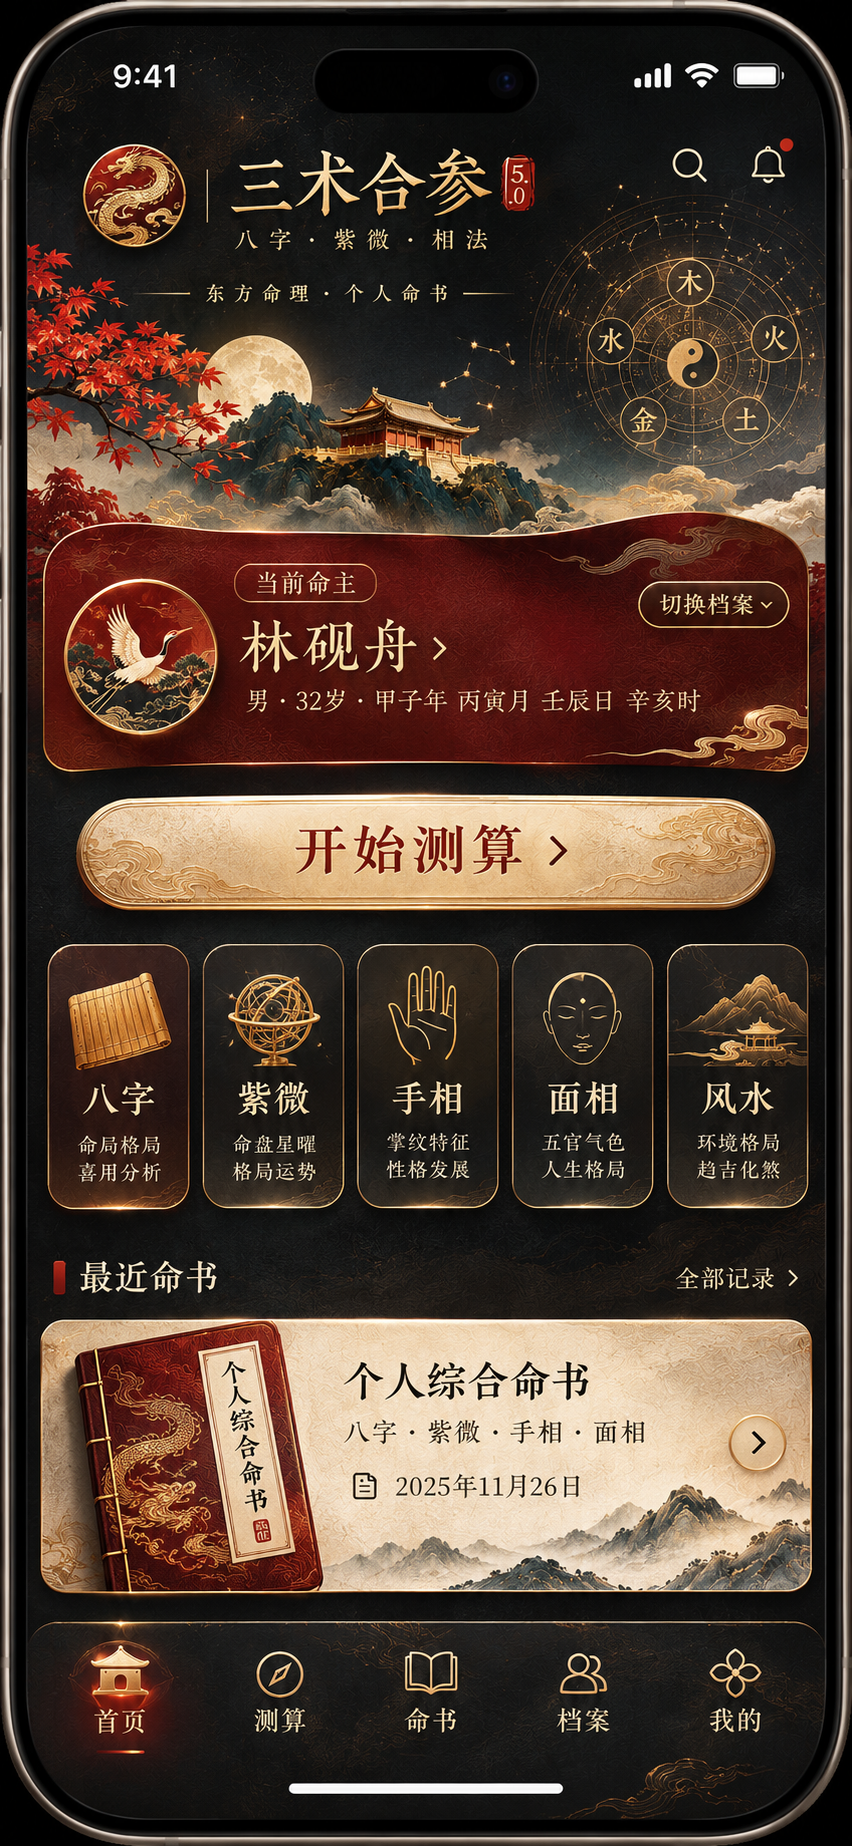 9:41
三术合参 5.0
八字·紫微·相法
东方命理·个人命书
木
水
火
金
土
当前命主
切换档案
林砚舟
男·32岁·甲子年 丙寅月 壬辰日 辛亥时
开始测算
八字
命局格局
喜用分析
紫微
命盘星曜
格局运势
手相
掌纹特征
性格发展
面相
五官气色
人生格局
风水
环境格局
趋吉化煞
最近命书
全部记录
个人综合命书
个人综合命书
八字·紫微·手相·面相
2025年11月26日
首页
测算
命书
档案
我的